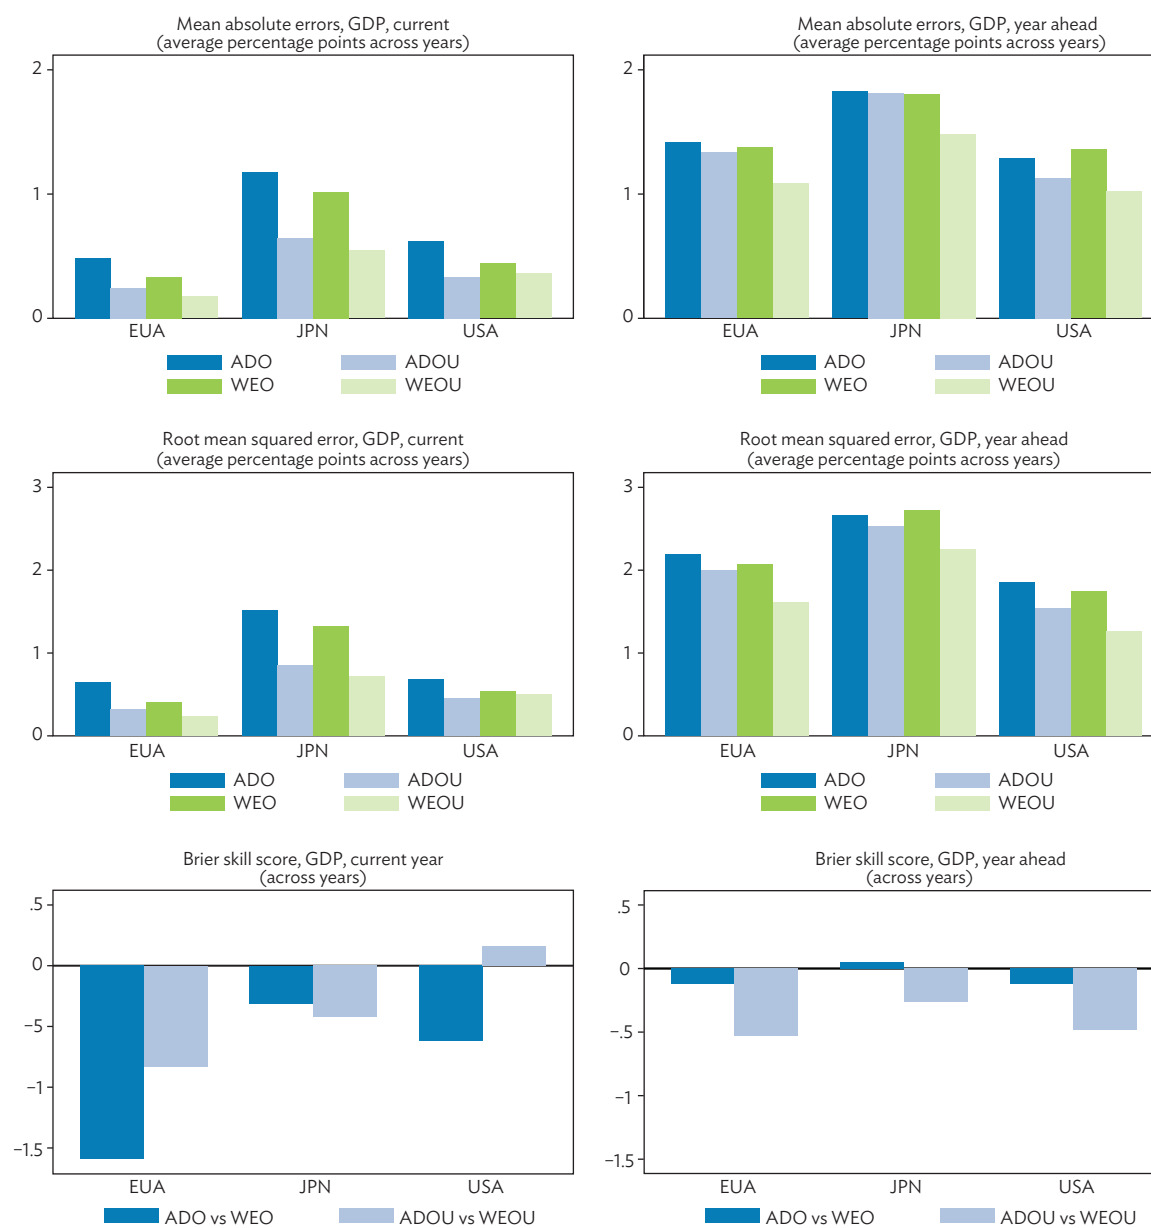 Mean absolute errors, GDP, current
(average percentage points across years)
2
1
0
EUA JPN USA
ADO ADOU
WEO WEOU
Mean absolute errors, GDP, year ahead
(average percentage points across years)
2
1
0
EUA JPN USA
ADO ADOU
WEO WEOU
Root mean squared error, GDP, current
(average percentage points across years)
3
2
1
0
EUA JPN USA
ADO ADOU
WEO WEOU
Root mean squared error, GDP, year ahead
(average percentage points across years)
3
2
1
0
EUA JPN USA
ADO ADOU
WEO WEOU
Brier skill score, GDP, current year
(across years)
.5
0
−5
−1
−1.5
EUA JPN USA
ADO vs WEO ADOU vs WEOU
Brier skill score, GDP, year ahead
(across years)
.5
0
−.5
−1
−1.5
EUA JPN USA
ADO vs WEO ADOU vs WEOU